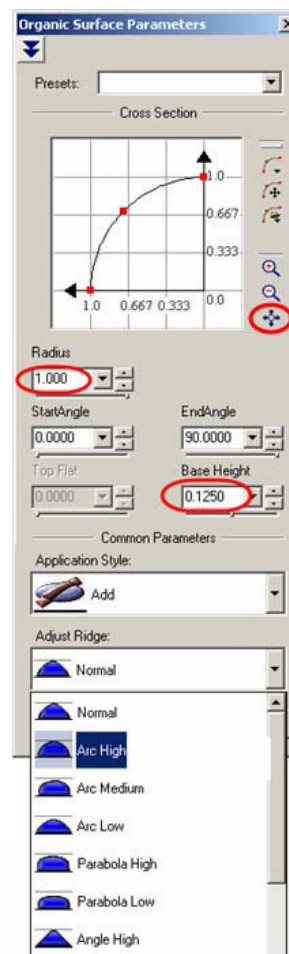 Organic Surface Parameters
Presets:
Cross Section
1.0
0.667
0.333
1.0 0.667 0.333 0.0
Radius
1.000
StartAngle EndAngle
0.0000 90.0000
Top Flat Base Height
0.0000 0.1250
Common Parameters
Application Style:
Add
Adjust Ridge:
Normal
Normal
Arc High
Arc Medium
Arc Low
Parabola High
Parabola Low
Angle High